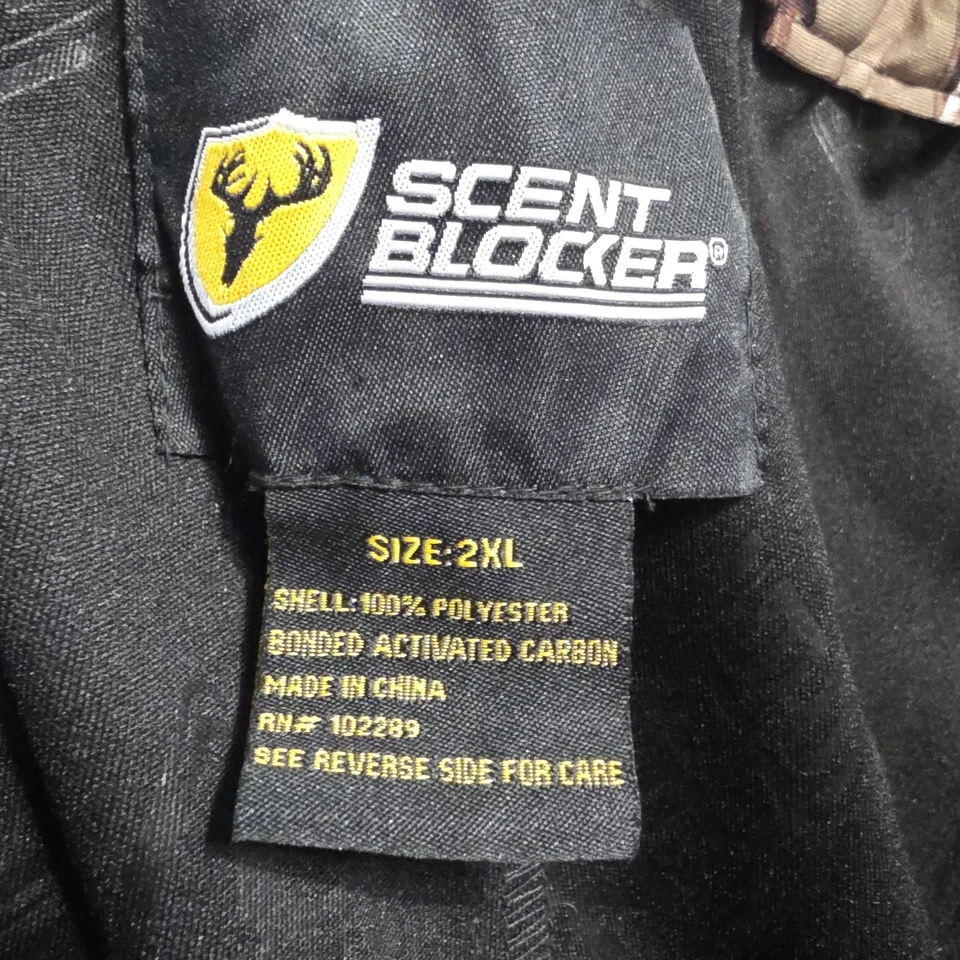 SCENT
BLOCKER®
SIZE:2XL
SHELL:100% POLYESTER
BONDED ACTIVATED CARBON
MADE IN CHINA
RN# 102289
SEE REVERSE SIDE FOR CARE